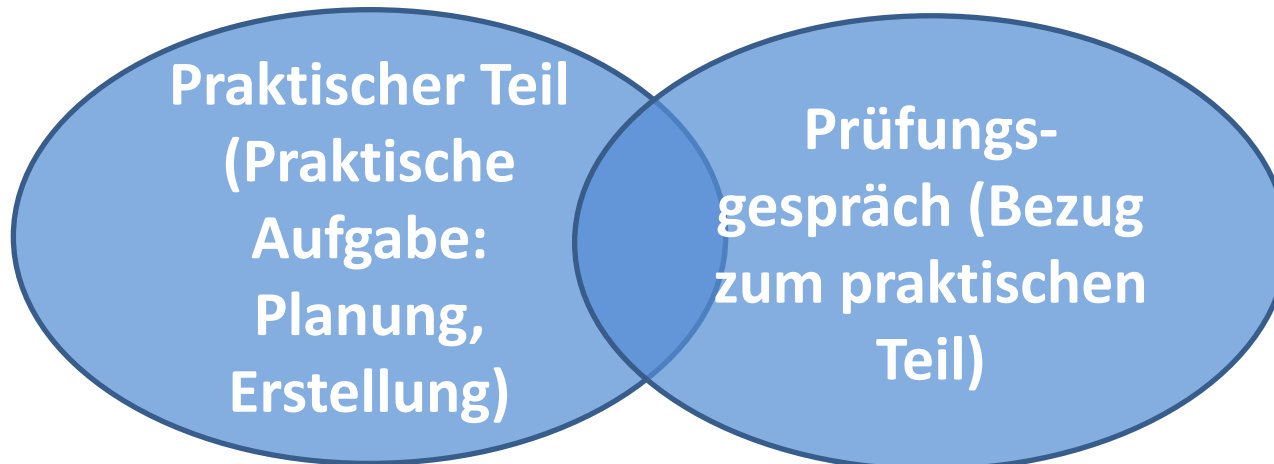 Praktischer Teil
(Praktische
Aufgabe:
Planung,
Erstellung)
Prüfungs-
gespräch (Bezug
zum praktischen
Teil)